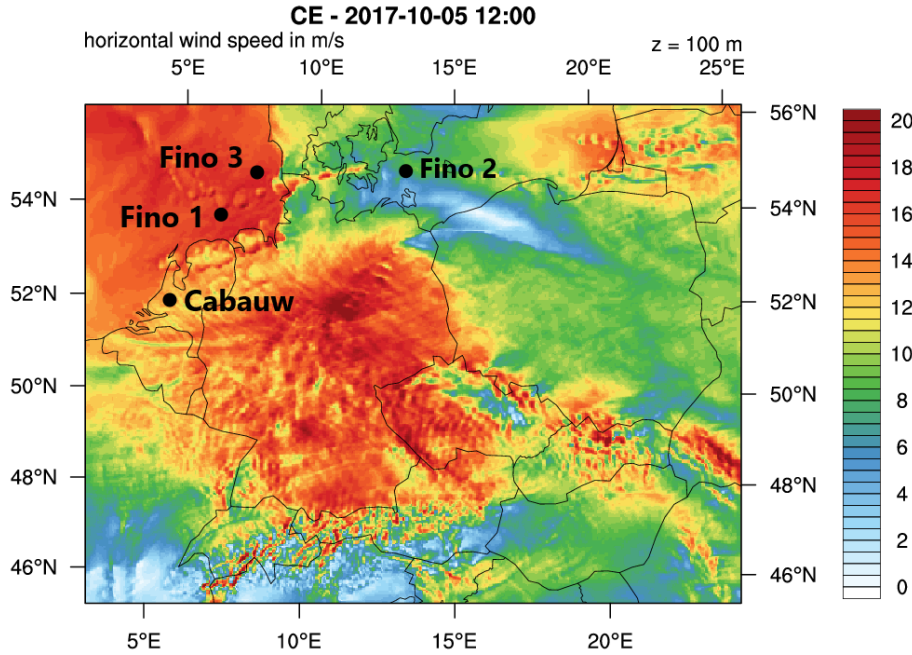 CE - 2017-10-05 12:00
horizontal wind speed in m/s
z = 100 m
5°E 10°E 15°E 20°E 25°E
56°N
54°N
52°N
50°N
48°N
46°N
54°N
52°N
50°N
48°N
46°N
Fino 3
Fino 2
Fino 1
Cabauw
5°E 10°E 15°E 20°E
20
18
16
14
12
10
8
6
4
2
0